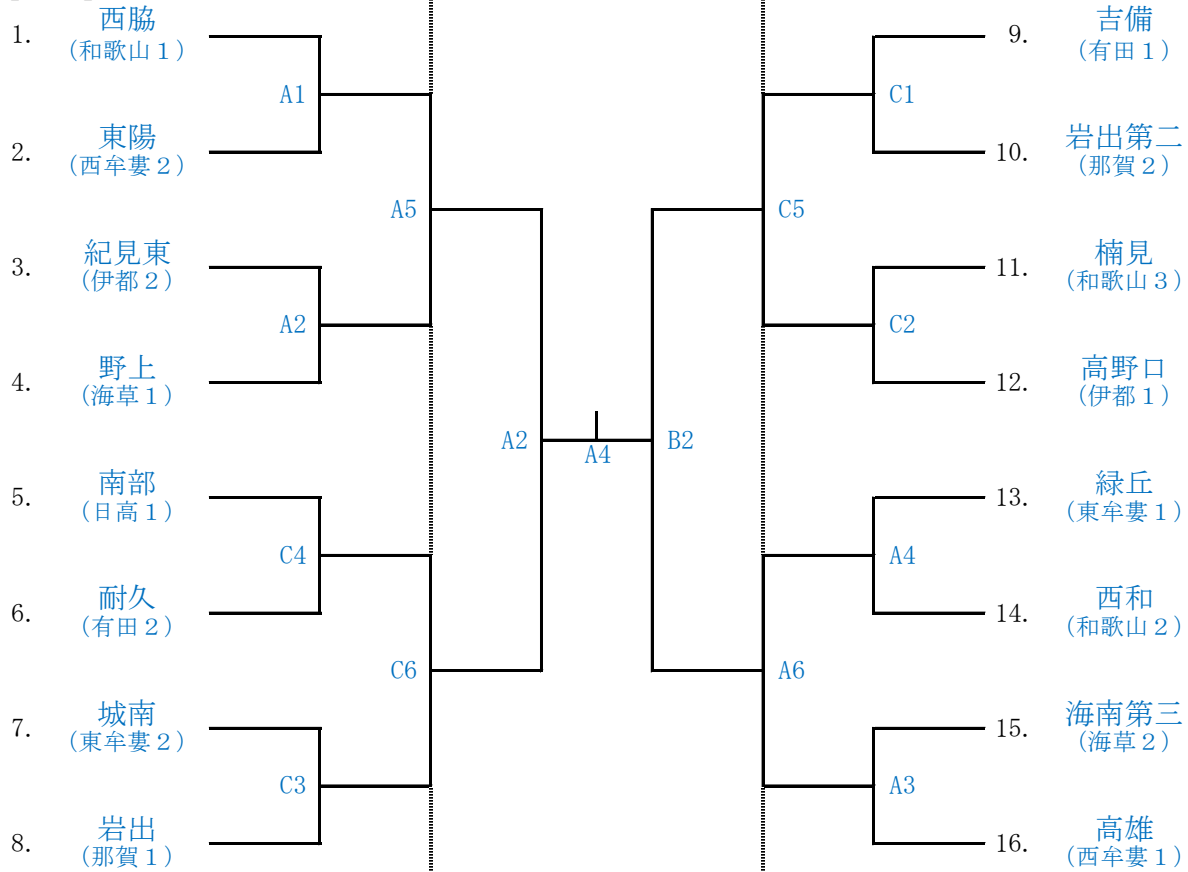 1. 西脇
(和歌山1)
A1
2. 東陽
(西牟婁2)
A5
3. 紀見東
(伊都2)
A2
4. 野上
(海草1)
A2
5. 南部
(日高1)
C4
6. 耐久
(有田2)
C6
7. 城南
(東牟婁2)
C3
8. 岩出
(那賀1)
A4
9. 吉備
(有田1)
C1
10. 岩出第二
(那賀2)
C5
11. 楠見
(和歌山3)
C2
12. 高野口
(伊都1)
B2
13. 緑丘
(東牟婁1)
A4
14. 西和
(和歌山2)
A6
15. 海南第三
(海草2)
A3
16. 高雄
(西牟婁1)